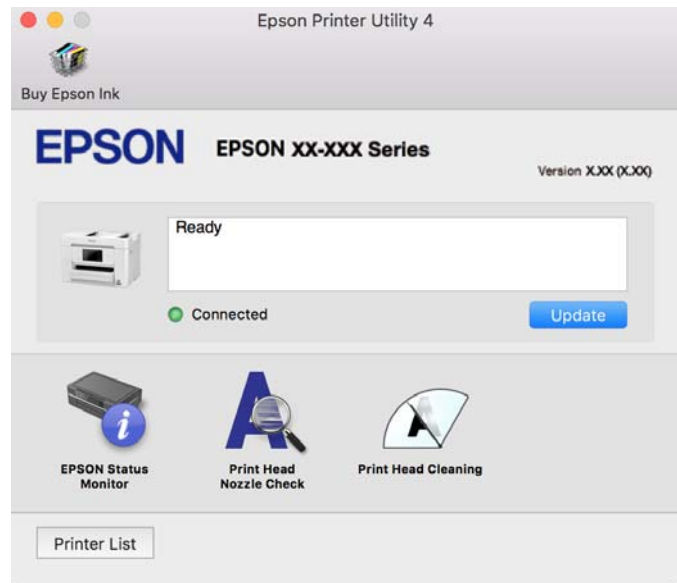 Epson Printer Utility 4
Buy Epson Ink
EPSON
EPSON XX-XXX Series
Version X.XX (X.XX)
Ready
Connected
Update
EPSON Status
Monitor
Print Head
Nozzle Check
Print Head Cleaning
Printer List